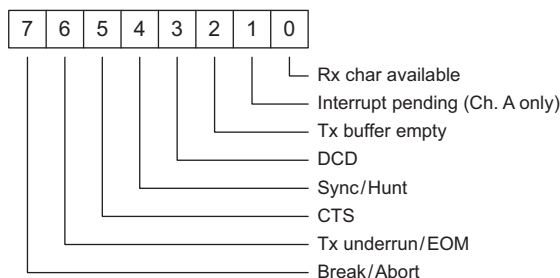 7 6 5 4 3 2 1 0
Rx char available
Interrupt pending (Ch. A only)
Tx buffer empty
DCD
Sync/Hunt
CTS
Tx underrun/EOM
Break/Abort